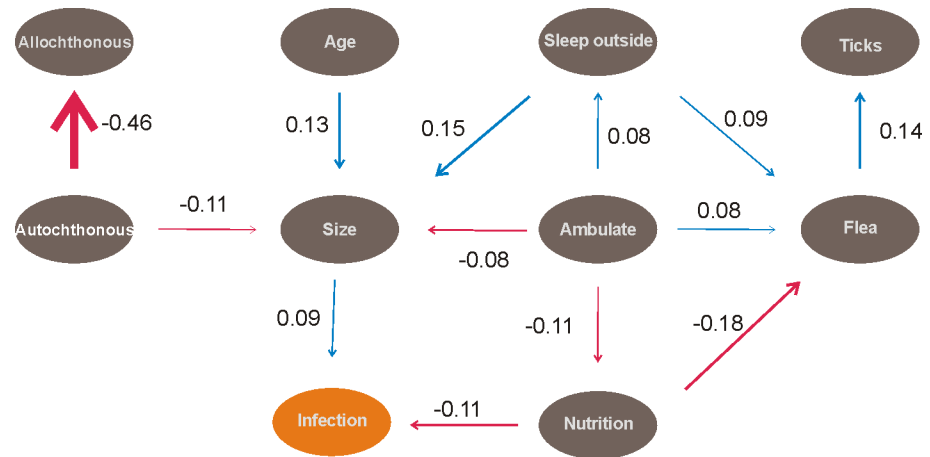 Allochthonous
Age
Sleep outside
Ticks
-0.46
0.13
0.15
0.08
0.09
0.14
Autochthonous
-0.11
Size
-0.08
Ambulate
0.08
Flea
0.09
-0.11
-0.18
Infection
-0.11
Nutrition